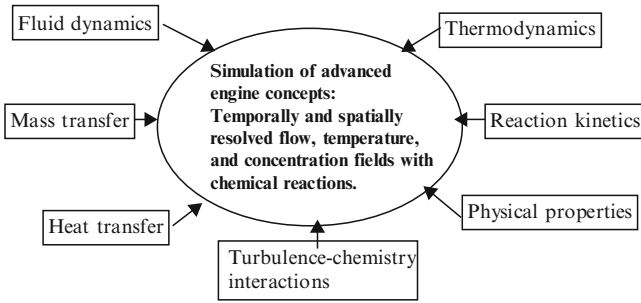 Fluid dynamics
Thermodynamics
Simulation of advanced
engine concepts:
Temporally and spatially
resolved flow, temperature,
and concentration fields with
chemical reactions.
Mass transfer
Reaction kinetics
Heat transfer
Physical properties
Turbulence-chemistry
interactions